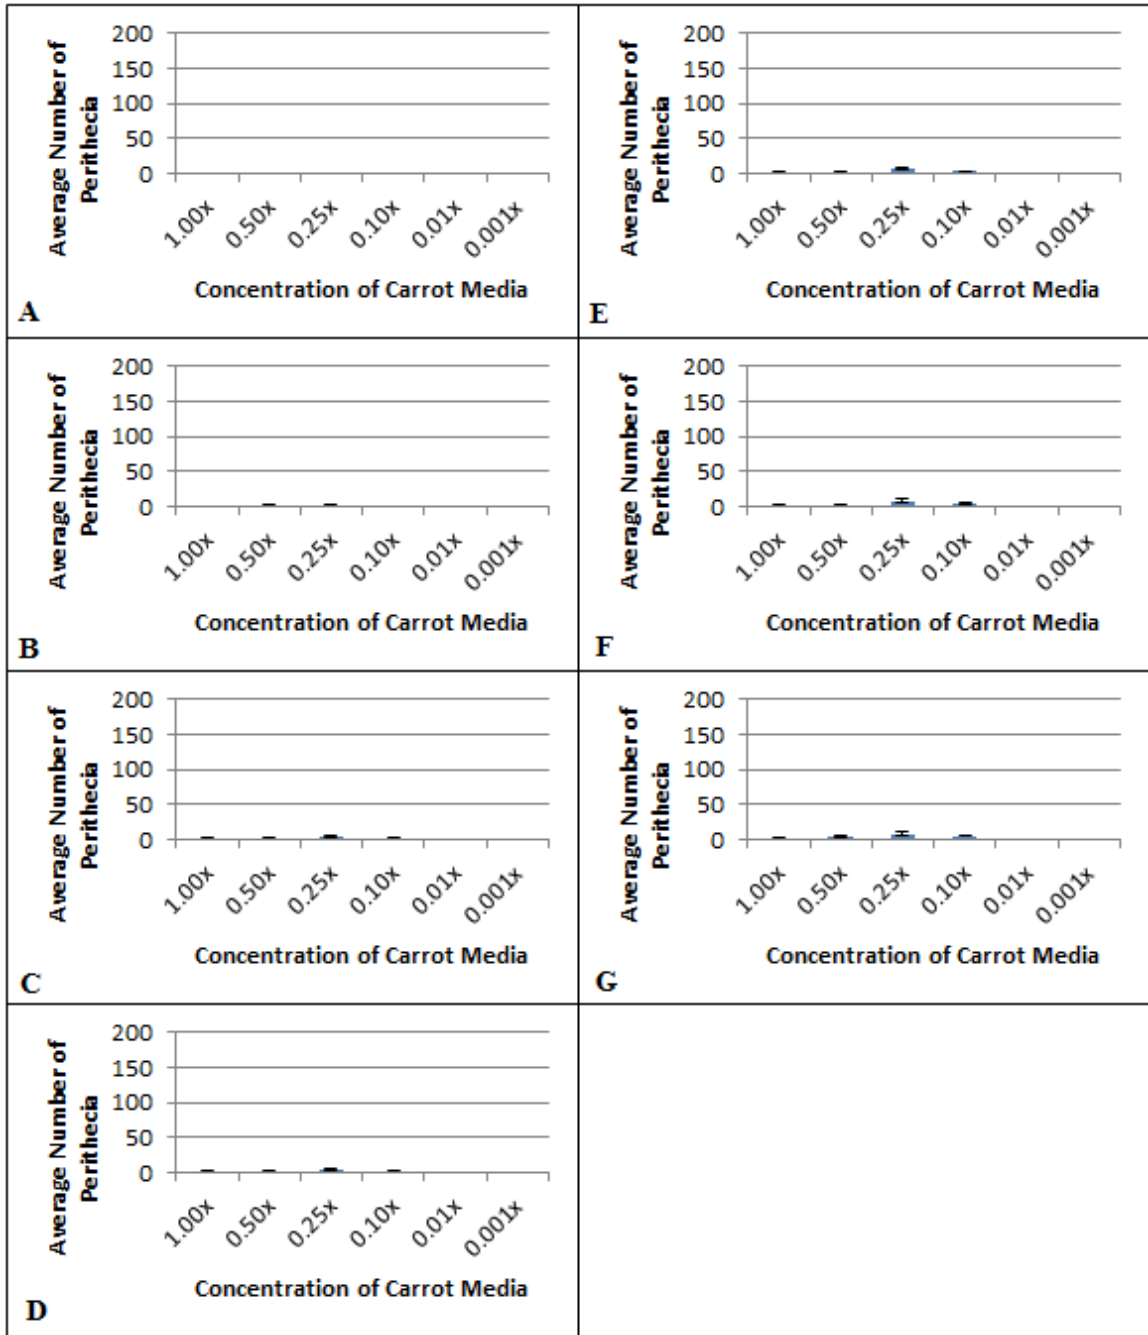 200
150
100
50
0
Average Number of
Perithecia
1.00x
0.50x
0.25x
0.10x
0.01x
0.001x
Concentration of Carrot Media
A
200
150
100
50
0
Average Number of
Perithecia
1.00x
0.50x
0.25x
0.10x
0.01x
0.001x
Concentration of Carrot Media
E
200
150
100
50
0
Average Number of
Perithecia
1.00x
0.50x
0.25x
0.10x
0.01x
0.001x
Concentration of Carrot Media
B
200
150
100
50
0
Average Number of
Perithecia
1.00x
0.50x
0.25x
0.10x
0.01x
0.001x
Concentration of Carrot Media
F
200
150
100
50
0
Average Number of
Perithecia
1.00x
0.50x
0.25x
0.10x
0.01x
0.001x
Concentration of Carrot Media
C
200
150
100
50
0
Average Number of
Perithecia
1.00x
0.50x
0.25x
0.10x
0.01x
0.001x
Concentration of Carrot Media
G
200
150
100
50
0
Average Number of
Perithecia
1.00x
0.50x
0.25x
0.10x
0.01x
0.001x
Concentration of Carrot Media
D